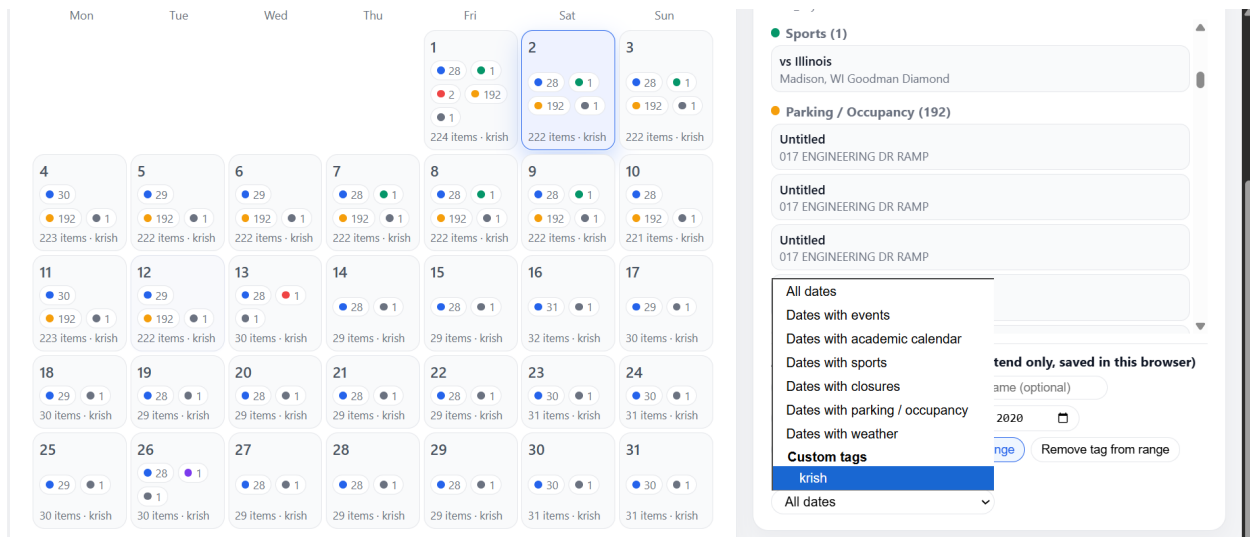 Mon Tue Wed Thu Fri Sat Sun
1 2 3
28 1
2 192
1
28 1
192 1
28 1
192 1
224 items · krish 222 items · krish 222 items · krish
4 5 6 7 8 9 10
30 29 29 28 1 28 1 28 1 28
192 1 192 1 192 1 192 1 192 1 192 1 192 1
223 items · krish 222 items · krish 222 items · krish 222 items · krish 222 items · krish 222 items · krish 221 items · krish
11 12 13 14 15 16 17
30 29 28 1 28 1 28 1 31 1 29 1
192 1 192 1 1
223 items · krish 222 items · krish 30 items · krish 29 items · krish 29 items · krish 32 items · krish 30 items · krish
18 19 20 21 22 23 24
29 1 28 1 28 1 28 1 28 1 30 1 30 1
30 items · krish 29 items · krish 29 items · krish 29 items · krish 29 items · krish 31 items · krish 31 items · krish
25 26 27 28 29 30 31
29 1 28 1 28 1 28 1 28 1 30 1 30 1
1
30 items · krish 30 items · krish 29 items · krish 29 items · krish 29 items · krish 31 items · krish 31 items · krish
Sports (1)
vs Illinois
Madison, WI Goodman Diamond
Parking / Occupancy (192)
Untitled
017 ENGINEERING DR RAMP
Untitled
017 ENGINEERING DR RAMP
Untitled
017 ENGINEERING DR RAMP
All dates
Dates with events
Dates with academic calendar
Dates with sports
Dates with closures
Dates with parking / occupancy
Dates with weather
Custom tags
krish
All dates
tend only, saved in this browser)
ame (optional)
2020
nge Remove tag from range